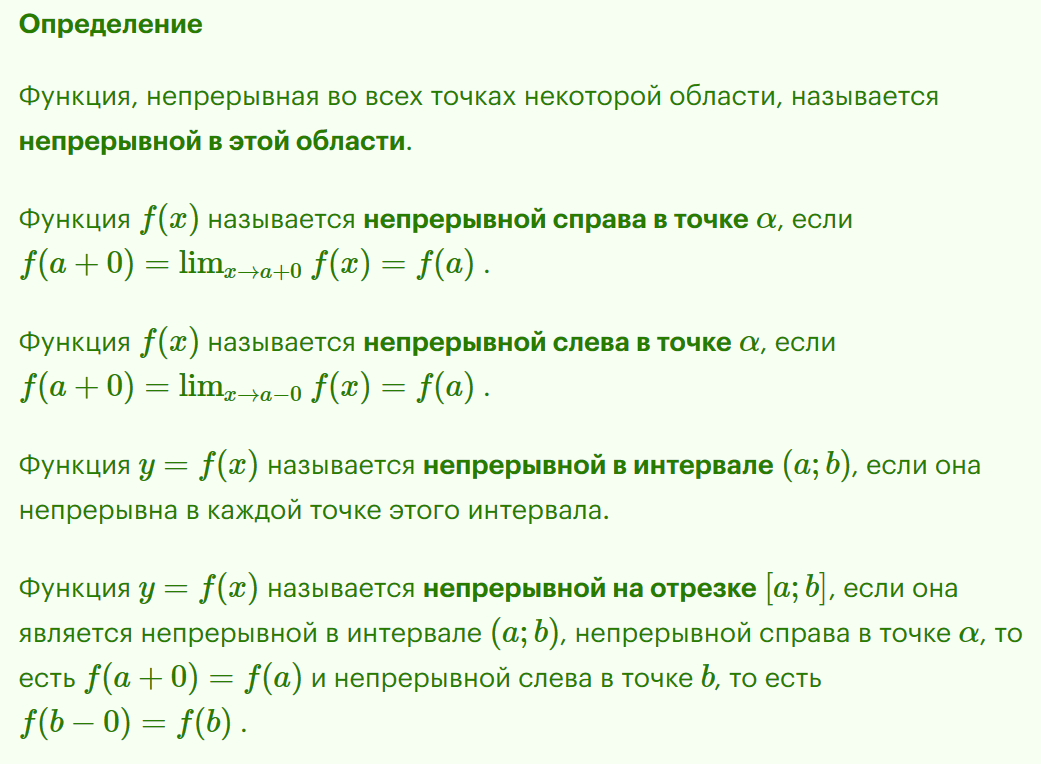 Определение
Функция, непрерывная во всех точках некоторой области, называется
непрерывной в этой области.
Функция f(x) называется непрерывной справа в точке α, если
f(a + 0) = lim_{x→a+0} f(x) = f(a) .
Функция f(x) называется непрерывной слева в точке α, если
f(a + 0) = lim_{x→a−0} f(x) = f(a) .
Функция y = f(x) называется непрерывной в интервале (a; b), если она
непрерывна в каждой точке этого интервала.
Функция y = f(x) называется непрерывной на отрезке [a; b], если она
является непрерывной в интервале (a; b), непрерывной справа в точке α, то
есть f(a + 0) = f(a) и непрерывной слева в точке b, то есть
f(b − 0) = f(b) .